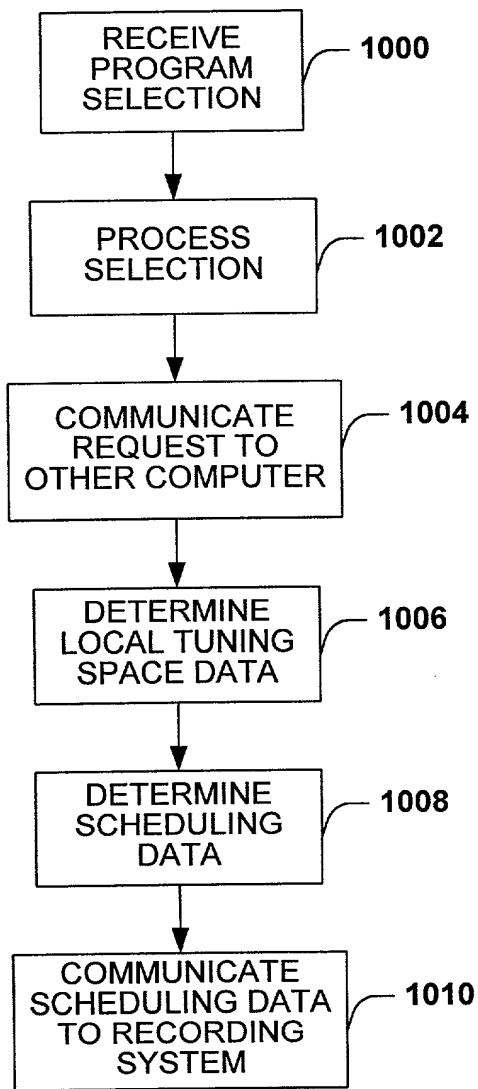 RECEIVE
PROGRAM
SELECTION
1000
PROCESS
SELECTION
1002
COMMUNICATE
REQUEST TO
OTHER COMPUTER
1004
DETERMINE
LOCAL TUNING
SPACE DATA
1006
DETERMINE
SCHEDULING
DATA
1008
COMMUNICATE
SCHEDULING DATA
TO RECORDING
SYSTEM
1010